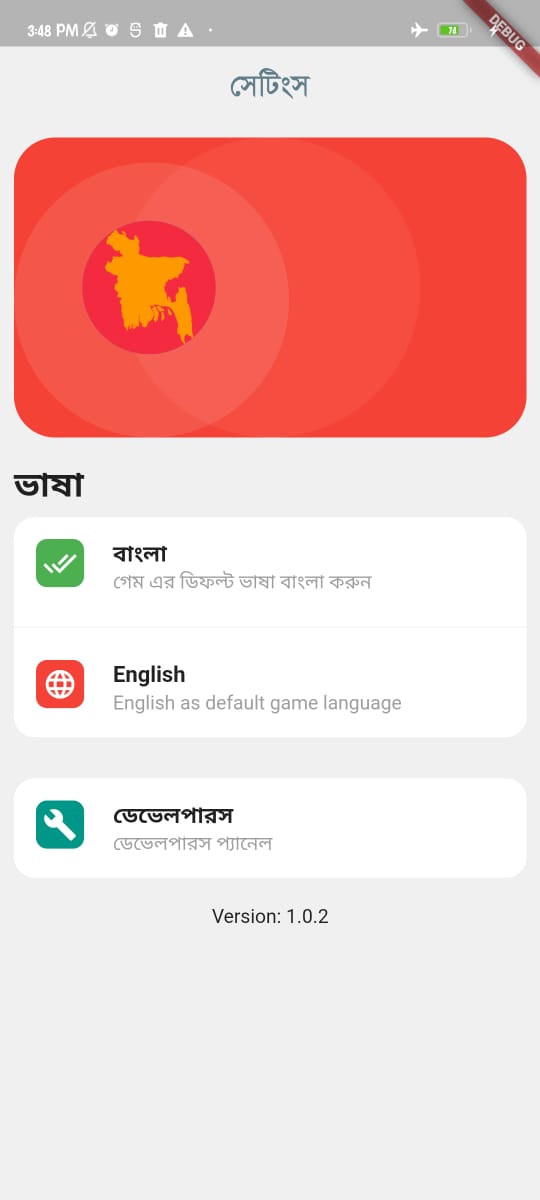 3:48 PM
74
DEBUG
সেটিংস
ভাষা
বাংলা
গেম এর ডিফল্ট ভাষা বাংলা করুন
English
English as default game language
ডেভেলপারস
ডেভেলপারস প্যানেল
Version: 1.0.2